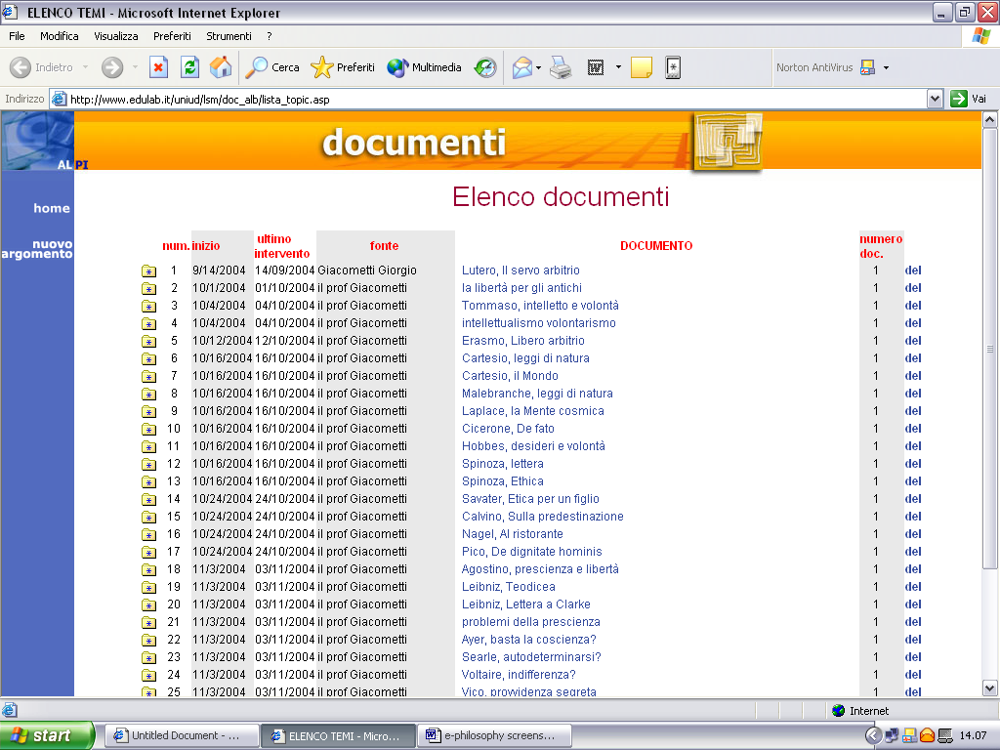 ELENCO TEMI - Microsoft Internet Explorer
File Modifica Visualizza Preferiti Strumenti ?
Indietro Cerca Preferiti Multimedia Norton AntiVirus
Indirizzo http://www.edulab.it/uniud/lsm/doc_alb/lista_topic.asp Vai
documenti
ALPI
home
nuovo argomento
Elenco documenti
num. inizio ultimo intervento fonte DOCUMENTO numero doc.
1 9/14/2004 14/09/2004 Giacometti Giorgio Lutero, Il servo arbitrio 1 del
2 10/1/2004 01/10/2004 il prof Giacometti la libertà per gli antichi 1 del
3 10/4/2004 04/10/2004 il prof Giacometti Tommaso, intelletto e volontà 1 del
4 10/4/2004 04/10/2004 il prof Giacometti intellettualismo volontarismo 1 del
5 10/12/2004 12/10/2004 il prof Giacometti Erasmo, Libero arbitrio 1 del
6 10/16/2004 16/10/2004 il prof Giacometti Cartesio, leggi di natura 1 del
7 10/16/2004 16/10/2004 il prof Giacometti Cartesio, il Mondo 1 del
8 10/16/2004 16/10/2004 il prof Giacometti Malebranche, leggi di natura 1 del
9 10/16/2004 16/10/2004 il prof Giacometti Laplace, la Mente cosmica 1 del
10 10/16/2004 16/10/2004 il prof Giacometti Cicerone, De fato 1 del
11 10/16/2004 16/10/2004 il prof Giacometti Hobbes, desideri e volontà 1 del
12 10/16/2004 16/10/2004 il prof Giacometti Spinoza, lettera 1 del
13 10/16/2004 16/10/2004 il prof Giacometti Spinoza, Ethica 1 del
14 10/24/2004 24/10/2004 il prof Giacometti Savater, Etica per un figlio 1 del
15 10/24/2004 24/10/2004 il prof Giacometti Calvino, Sulla predestinazione 1 del
16 10/24/2004 24/10/2004 il prof Giacometti Nagel, Al ristorante 1 del
17 10/24/2004 24/10/2004 il prof Giacometti Pico, De dignitate hominis 1 del
18 11/3/2004 03/11/2004 il prof Giacometti Agostino, prescienza e libertà 1 del
19 11/3/2004 03/11/2004 il prof Giacometti Leibniz, Teodicea 1 del
20 11/3/2004 03/11/2004 il prof Giacometti Leibniz, Lettera a Clarke 1 del
21 11/3/2004 03/11/2004 il prof Giacometti problemi della prescienza 1 del
22 11/3/2004 03/11/2004 il prof Giacometti Ayer, basta la coscienza? 1 del
23 11/3/2004 03/11/2004 il prof Giacometti Searle, autodeterminarsi? 1 del
24 11/3/2004 03/11/2004 il prof Giacometti Voltaire, indifferenza? 1 del
25 11/3/2004 03/11/2004 il prof Giacometti Vico, provvidenza segreta 1 del
Internet
start Untitled Document - ... ELENCO TEMI - Micro... e-philosophy screens... 14.07